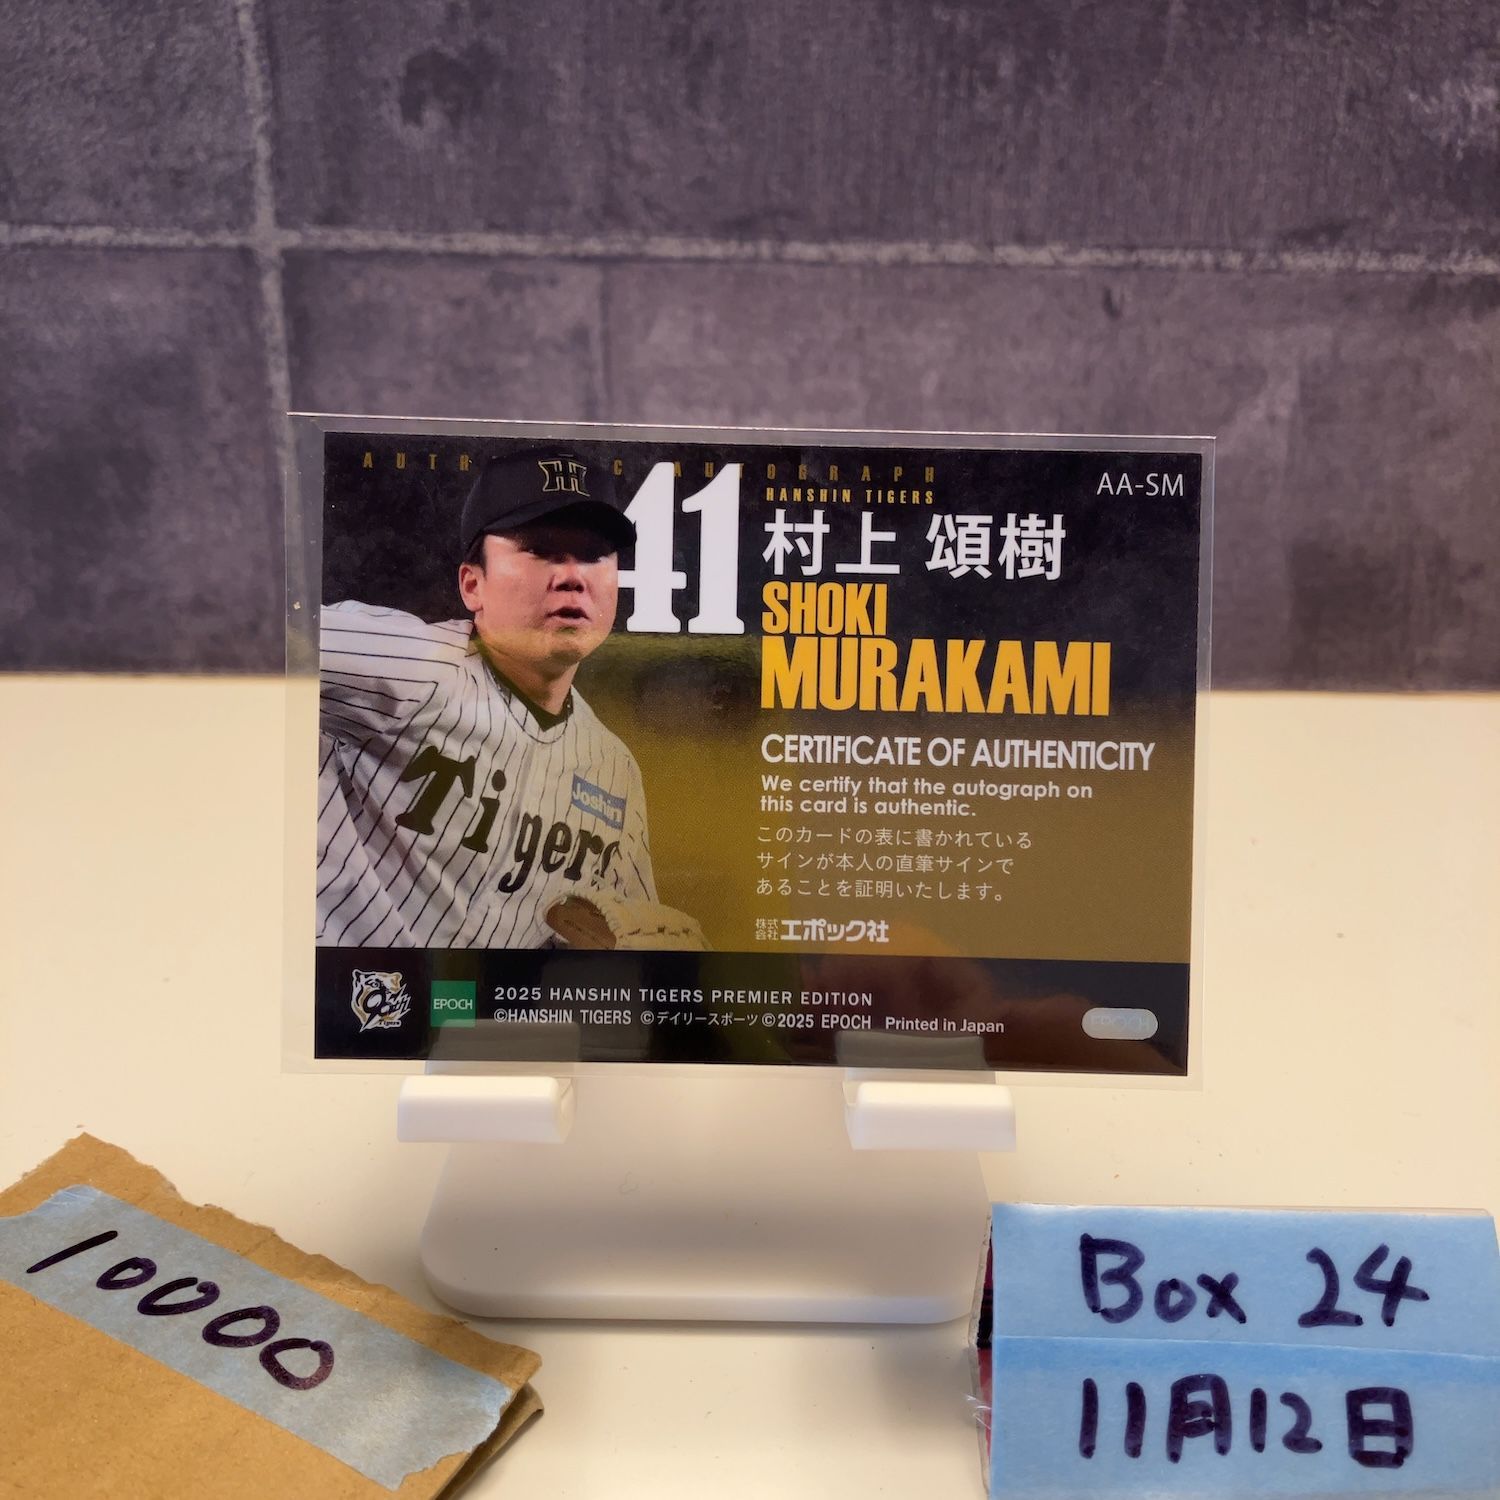 AUTHENTIC AUTOGRAPH
HANSHIN TIGERS
AA-SM
41
村上 頌樹
SHOKI
MURAKAMI
CERTIFICATE OF AUTHENTICITY
We certify that the autograph on
this card is authentic.
このカードの表に書かれている
サインが本人の直筆サインで
あることを証明いたします。
株式会社 エポック社
Tigers
Joshin
Tigers
EPOCH
2025 HANSHIN TIGERS PREMIER EDITION
©HANSHIN TIGERS ©デイリースポーツ ©2025 EPOCH Printed in Japan
EPOCH
10000
Box 24
11月12日